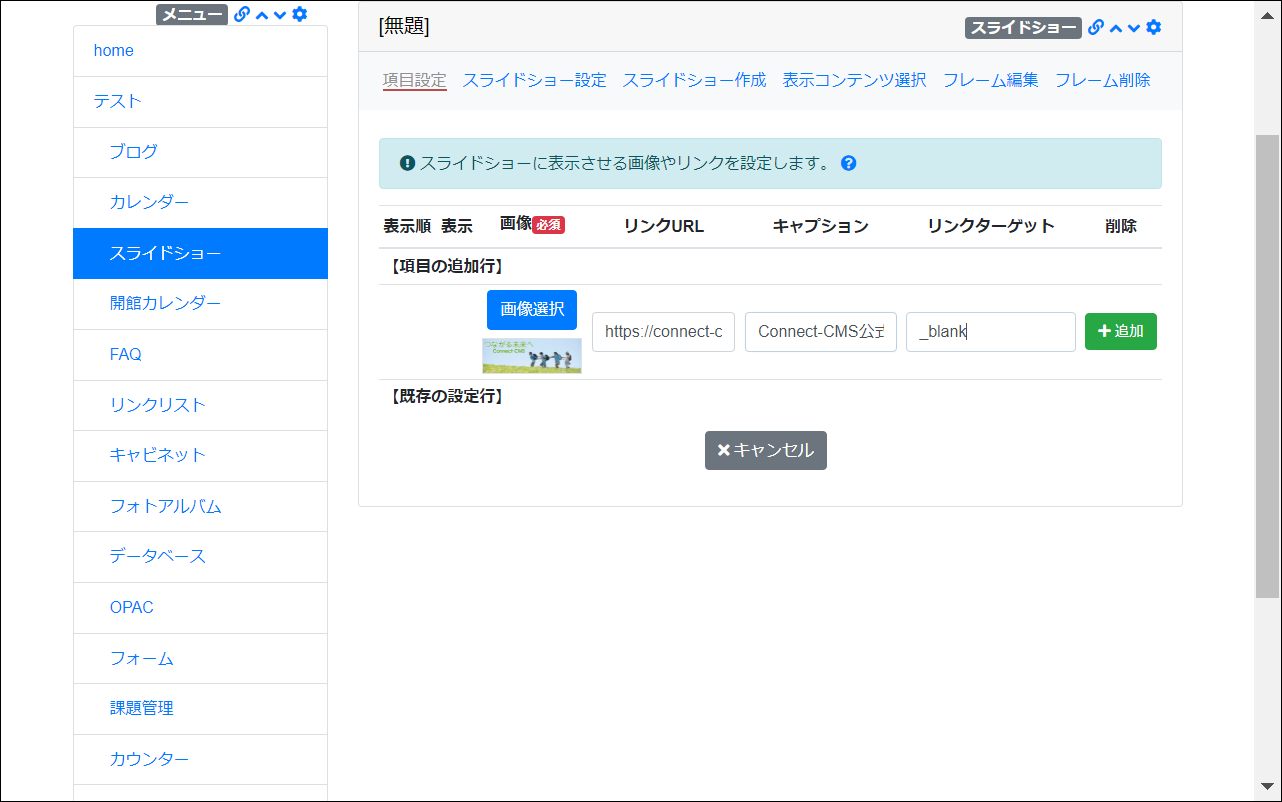 メニュー
home
テスト
ブログ
カレンダー
スライドショー
開館カレンダー
FAQ
リンクリスト
キャビネット
フォトアルバム
データベース
OPAC
フォーム
課題管理
カウンター
[無題]
スライドショー
項目設定 スライドショー設定 スライドショー作成 表示コンテンツ選択 フレーム編集 フレーム削除
スライドショーに表示させる画像やリンクを設定します。
表示順 表示 画像必須 リンクURL キャプション リンクターゲット 削除
【項目の追加行】
画像選択
つながる未来へ
Connect-CMS
https://connect-c Connect-CMS公式 _blank 追加
【既存の設定行】
キャンセル